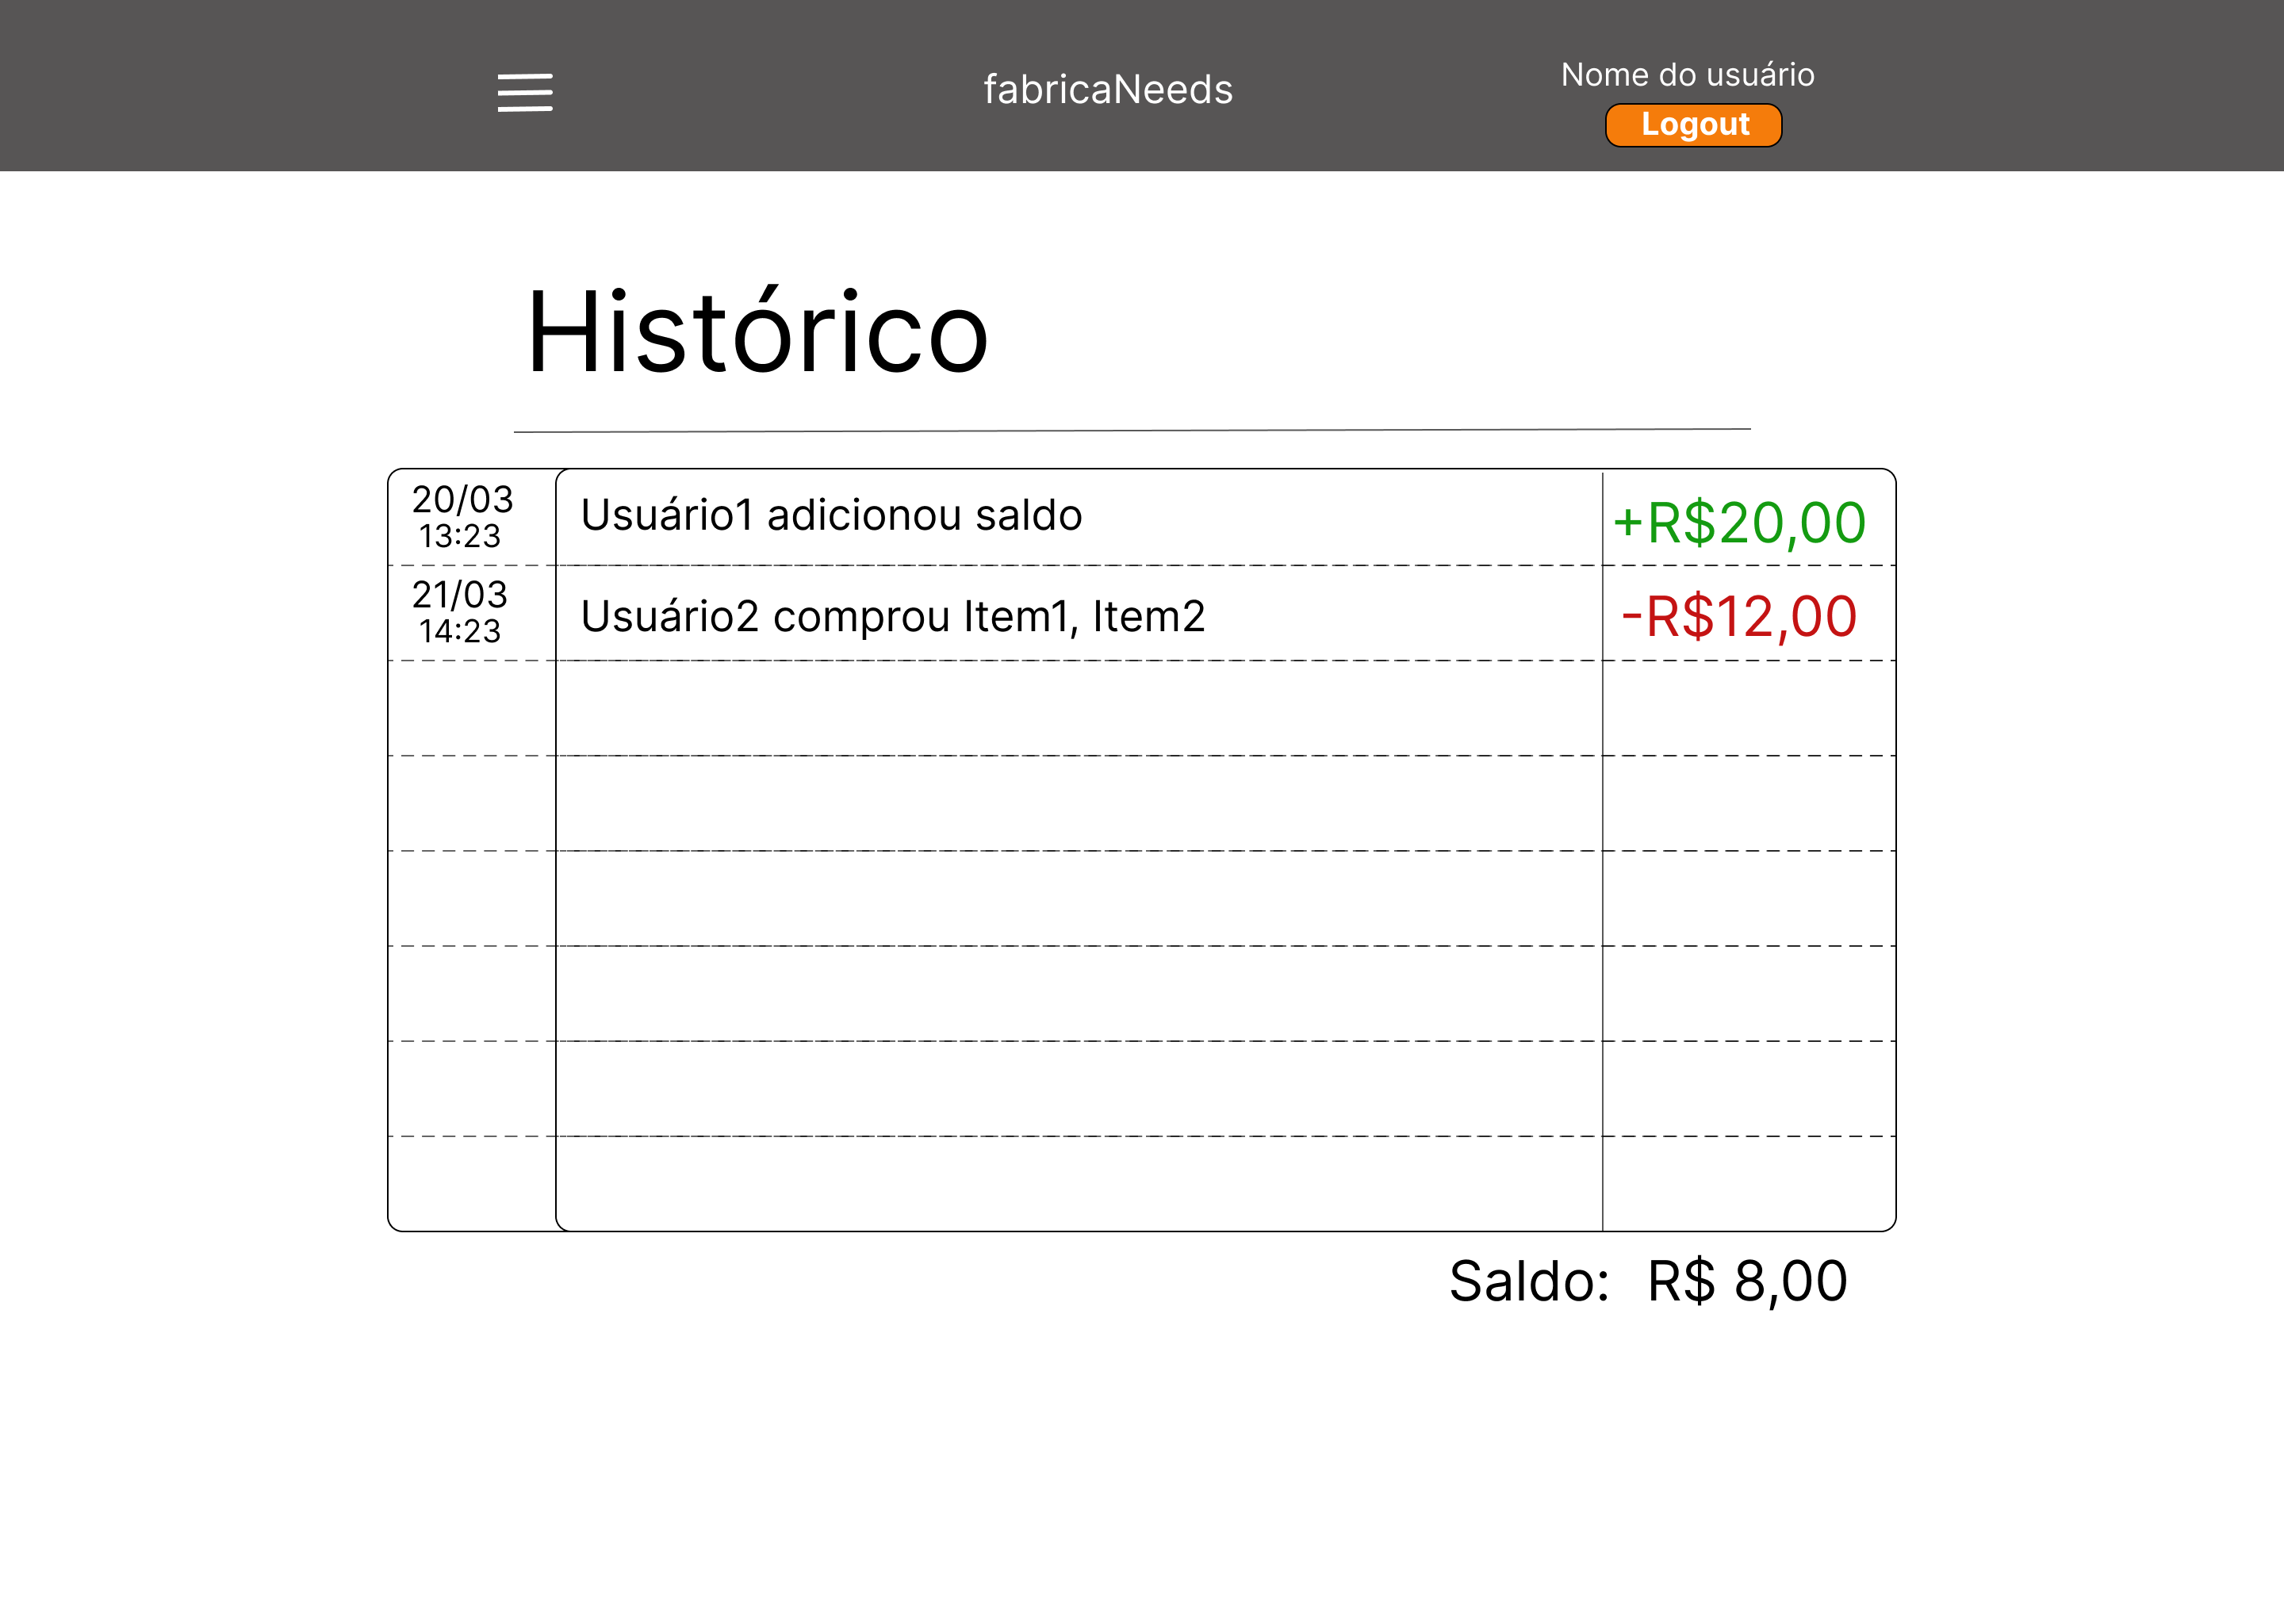 fabricaNeeds
Nome do usuário
Logout
Histórico
20/03
13:23
Usuário1 adicionou saldo
+R$20,00
21/03
14:23
Usuário2 comprou Item1, Item2
-R$12,00
Saldo: R$ 8,00